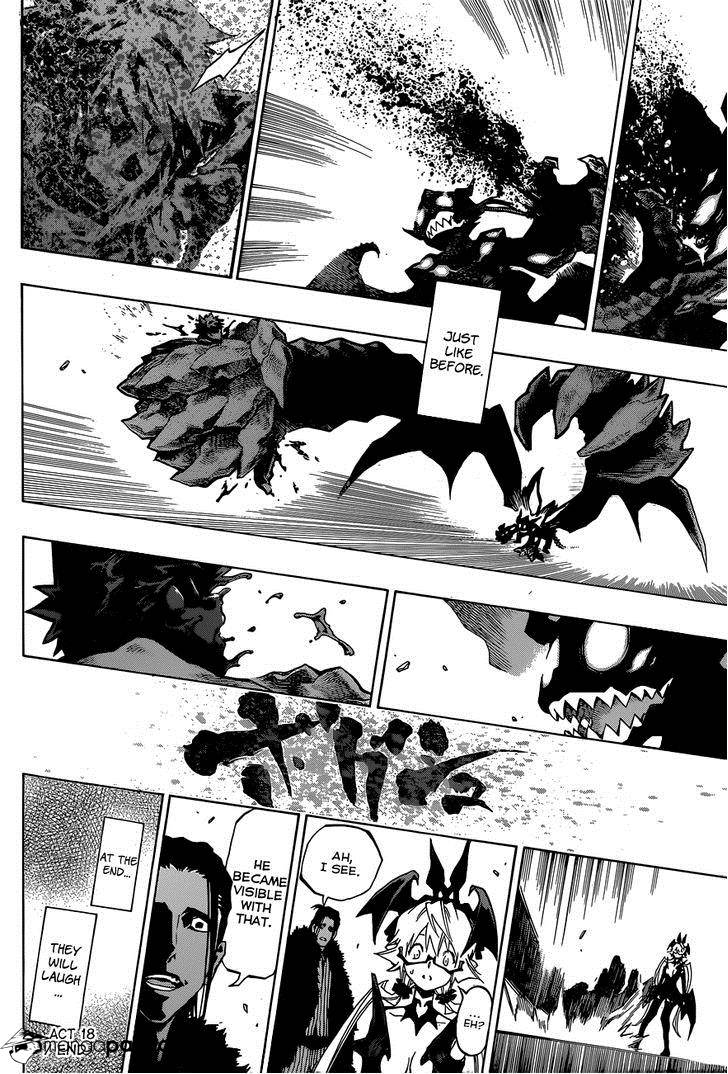 JUST
LIKE
BEFORE.
... EH?
AH,
I SEE.
HE
BECAME
VISIBLE
WITH
THAT.
AT THE
END...
THEY
WILL
LAUGH
...
ACT 18
END